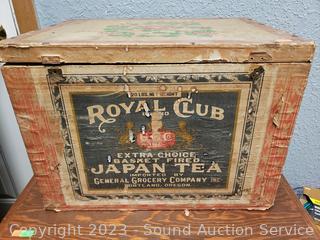 ROYAL CLUB
BRAND
EXTRA CHOICE
BASKET FIRED
JAPAN TEA
IMPORTED BY
GENERAL GROCERY COMPANY INC.
PORTLAND, OREGON.
Copyright 2023 - Sound Auction Service